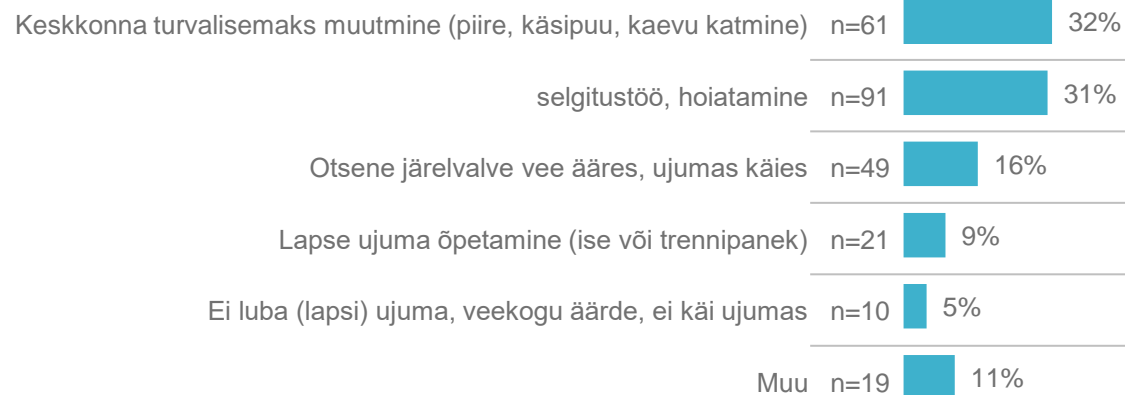 Keskkonna turvalisemaks muutmine (piire, käsipuu, kaevu katmine) n=61 32%
selgitustöö, hoiatamine n=91 31%
Otsene järelvalve vee ääres, ujumas käies n=49 16%
Lapse ujuma õpetamine (ise või trennipanek) n=21 9%
Ei luba (lapsi) ujuma, veekogu äärde, ei käi ujumas n=10 5%
Muu n=19 11%